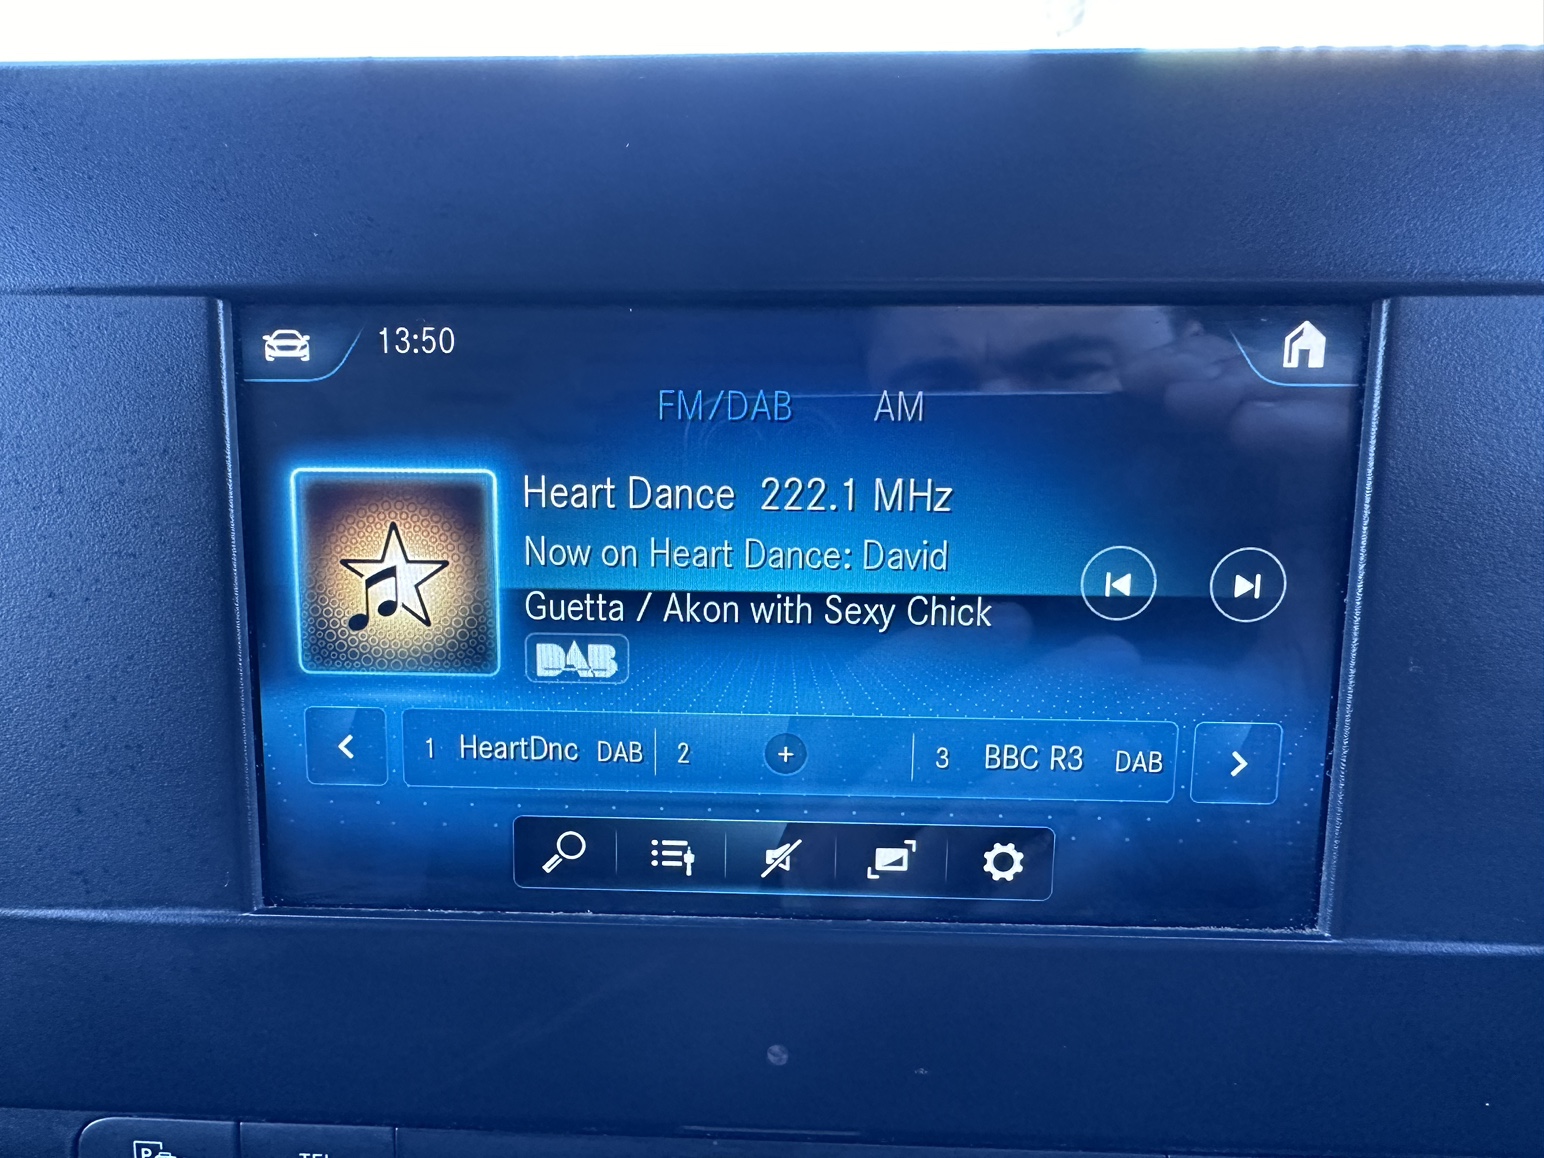 13:50
FM/DAB AM
Heart Dance 222.1 MHz
Now on Heart Dance: David
Guetta / Akon with Sexy Chick
DAB
1 HeartDnc DAB 2 + 3 BBC R3 DAB
P TEL